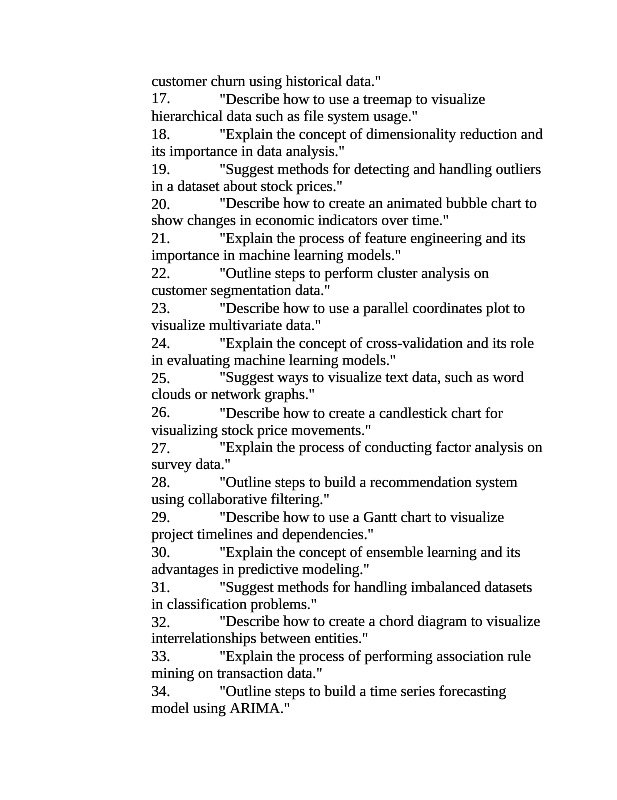 customer churn using historical data."
17. "Describe how to use a treemap to visualize
hierarchical data such as file system usage."
18. "Explain the concept of dimensionality reduction and
its importance in data analysis."
19. "Suggest methods for detecting and handling outliers
in a dataset about stock prices."
20. "Describe how to create an animated bubble chart to
show changes in economic indicators over time."
21. "Explain the process of feature engineering and its
importance in machine learning models."
22. "Outline steps to perform cluster analysis on
customer segmentation data."
23. "Describe how to use a parallel coordinates plot to
visualize multivariate data."
24. "Explain the concept of cross-validation and its role
in evaluating machine learning models."
25. "Suggest ways to visualize text data, such as word
clouds or network graphs."
26. "Describe how to create a candlestick chart for
visualizing stock price movements."
27. "Explain the process of conducting factor analysis on
survey data."
28. "Outline steps to build a recommendation system
using collaborative filtering."
29. "Describe how to use a Gantt chart to visualize
project timelines and dependencies."
30. "Explain the concept of ensemble learning and its
advantages in predictive modeling."
31. "Suggest methods for handling imbalanced datasets
in classification problems."
32. "Describe how to create a chord diagram to visualize
interrelationships between entities."
33. "Explain the process of performing association rule
mining on transaction data."
34. "Outline steps to build a time series forecasting
model using ARIMA."